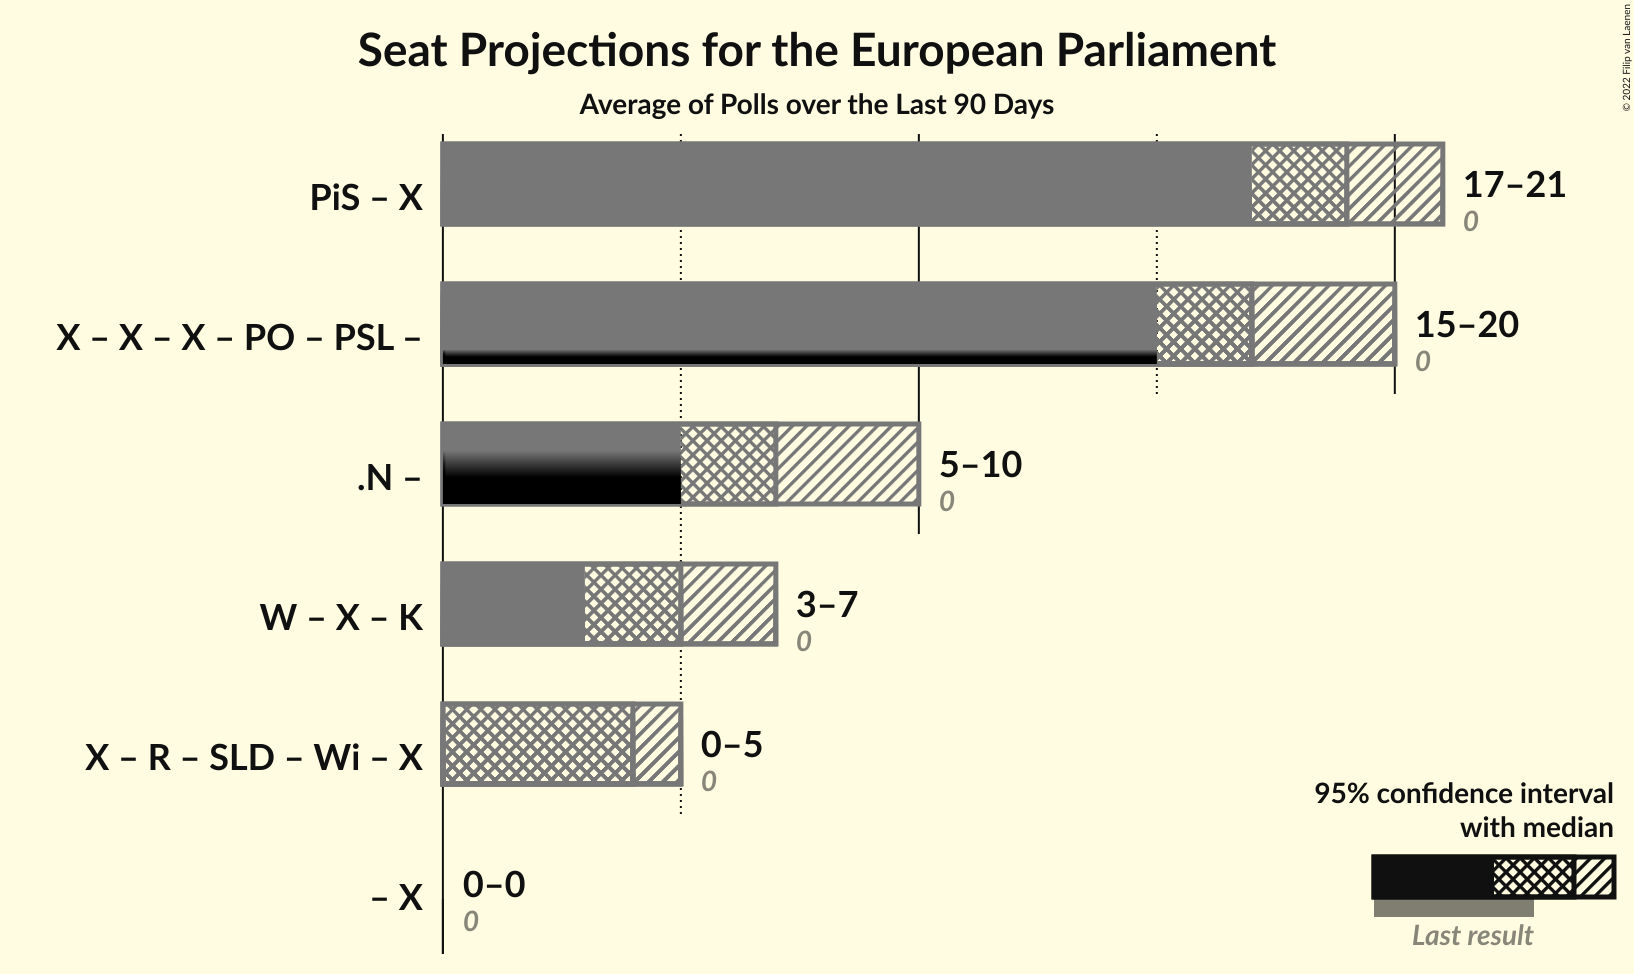 Seat Projections for the European Parliament
Average of Polls over the Last 90 Days
© 2022 Filip van Laenen
PiS – X
17–21
0
X – X – X – PO – PSL –
15–20
0
.N –
5–10
0
W – X – K
3–7
0
X – R – SLD – Wi – X
0–5
0
– X
0–0
0
95% confidence interval
with median
Last result